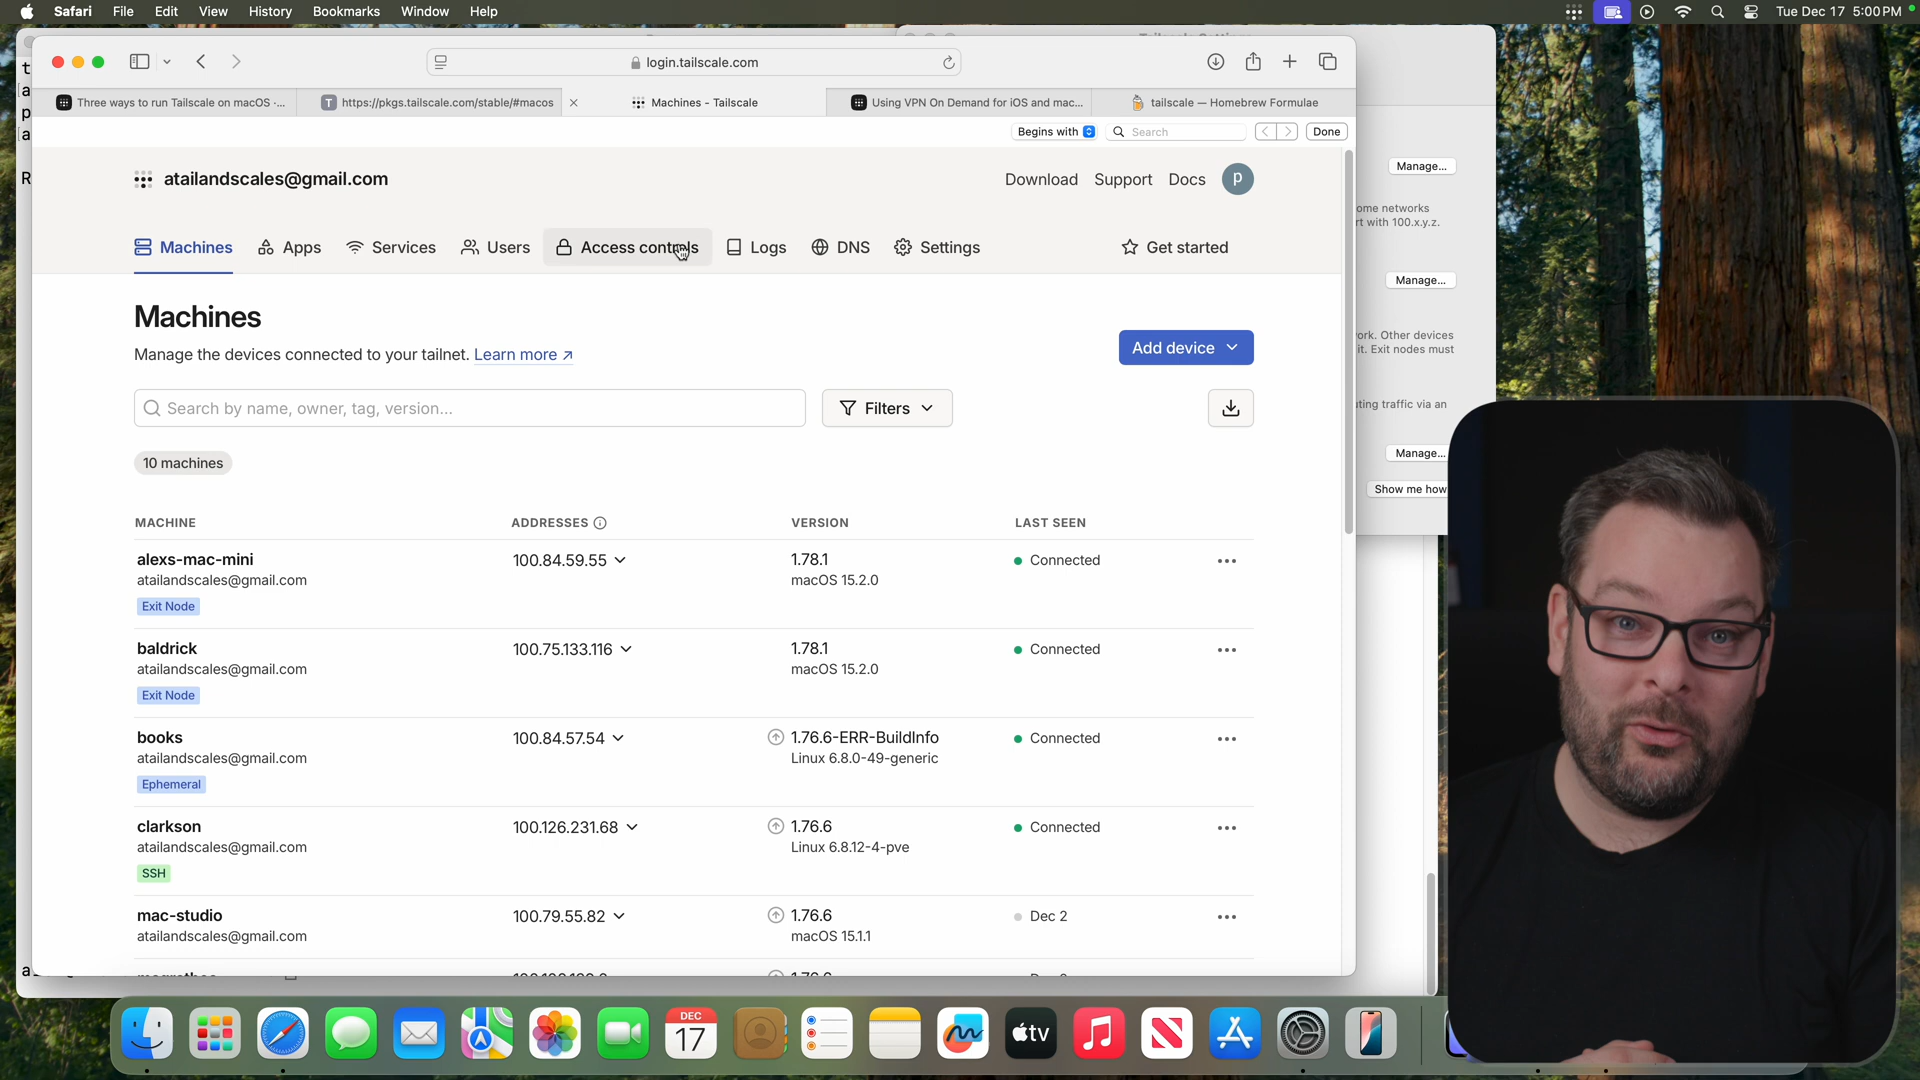 Safari File Edit View History Bookmarks Window Help
Tue Dec 17 5:00 PM
login.tailscale.com
Three ways to run Tailscale on macOS ·...
https://pkgs.tailscale.com/stable/#macos
Machines - Tailscale
Using VPN On Demand for iOS and mac...
tailscale — Homebrew Formulae
Begins with
Search
Done
atailandscales@gmail.com
Download Support Docs P
Machines Apps Services Users Access controls Logs DNS Settings Get started
Machines
Manage the devices connected to your tailnet. Learn more ↗
Add device
Search by name, owner, tag, version...
Filters
10 machines
MACHINE ADDRESSES VERSION LAST SEEN
alexs-mac-mini 100.84.59.55 1.78.1 Connected
atailandscales@gmail.com macOS 15.2.0
Exit Node
baldrick 100.75.133.116 1.78.1 Connected
atailandscales@gmail.com macOS 15.2.0
Exit Node
books 100.84.57.54 1.76.6-ERR-BuildInfo Connected
atailandscales@gmail.com Linux 6.8.0-49-generic
Ephemeral
clarkson 100.126.231.68 1.76.6 Connected
atailandscales@gmail.com Linux 6.8.12-4-pve
SSH
mac-studio 100.79.55.82 1.76.6 Dec 2
atailandscales@gmail.com macOS 15.1.1
Manage...
ome networks
rt with 100.x.y.z.
Manage...
ork. Other devices
it. Exit nodes must
uting traffic via an
Manage...
Show me how
DEC
17
tv